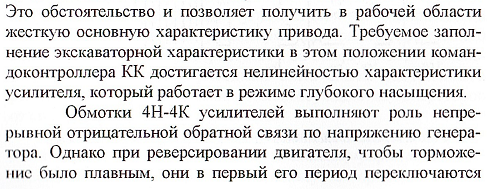 Это обстоятельство и позволяет получить в рабочей области
жесткую основную характеристику привода. Требуемое запол-
нение экскаваторной характеристики в этом положении коман-
доконтроллера КК достигается нелинейностью характеристики
усилителя, который работает в режиме глубокого насыщения.
Обмотки 4Н-4К усилителей выполняют роль непре-
рывной отрицательной обратной связи по напряжению генера-
тора. Однако при реверсировании двигателя, чтобы торможе-
ние было плавным, они в первый его период переключаются